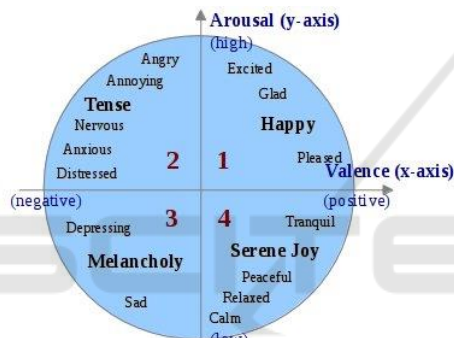 Arousal (y-axis)
(high)
Angry
Excited
Annoying
Glad
Tense
Happy
Nervous
Anxious
2 1
Pleased
Distressed
Valence (x-axis)
(negative)
(positive)
3 4
Tranquil
Depressing
Serene Joy
Melancholy
Peaceful
Sad
Relaxed
Calm
(low)